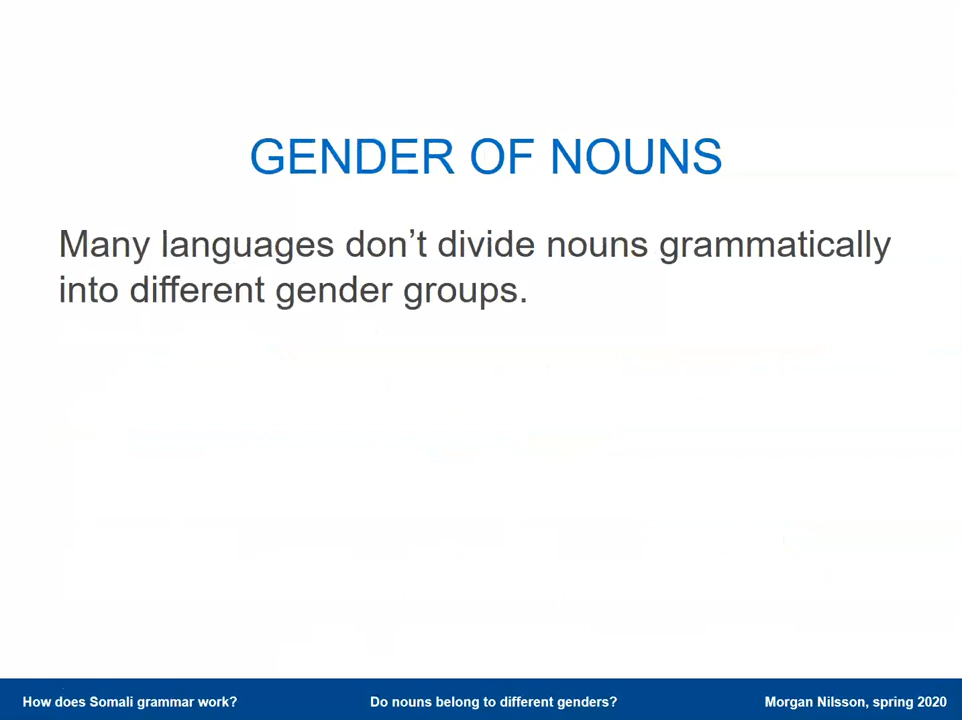 GENDER OF NOUNS
Many languages don’t divide nouns grammatically
into different gender groups.
How does Somali grammar work?
Do nouns belong to different genders?
Morgan Nilsson, spring 2020